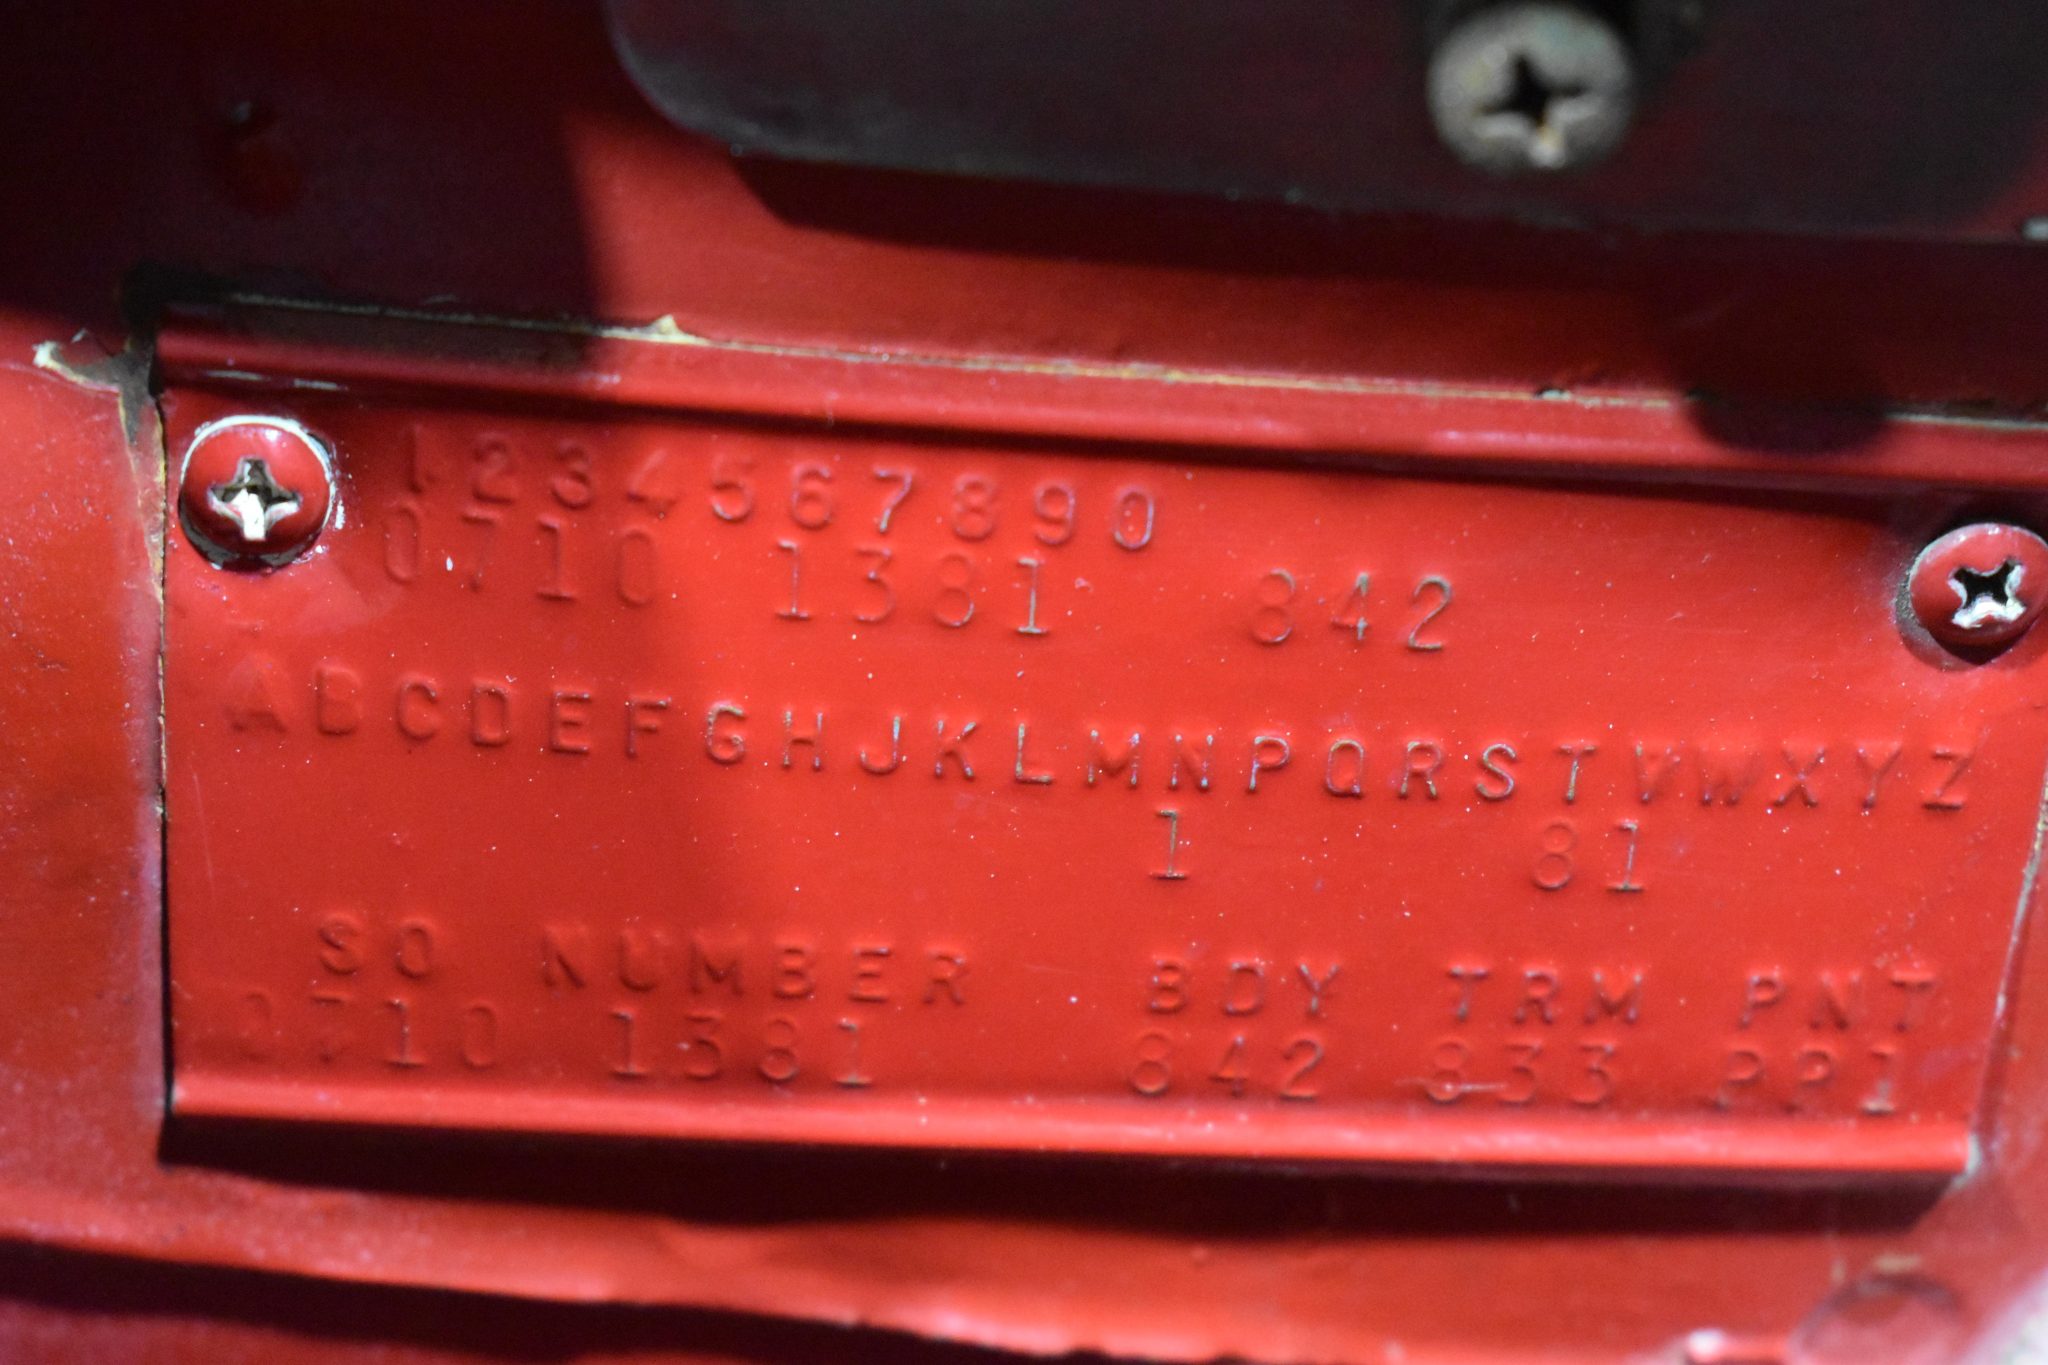 1234567890
0710 1381 842
ABCDEFGHJKLMNPQRSTVWXYZ
1 81
SO NUMBER BDY TRM PNT
0710 1381 842 833 PP1